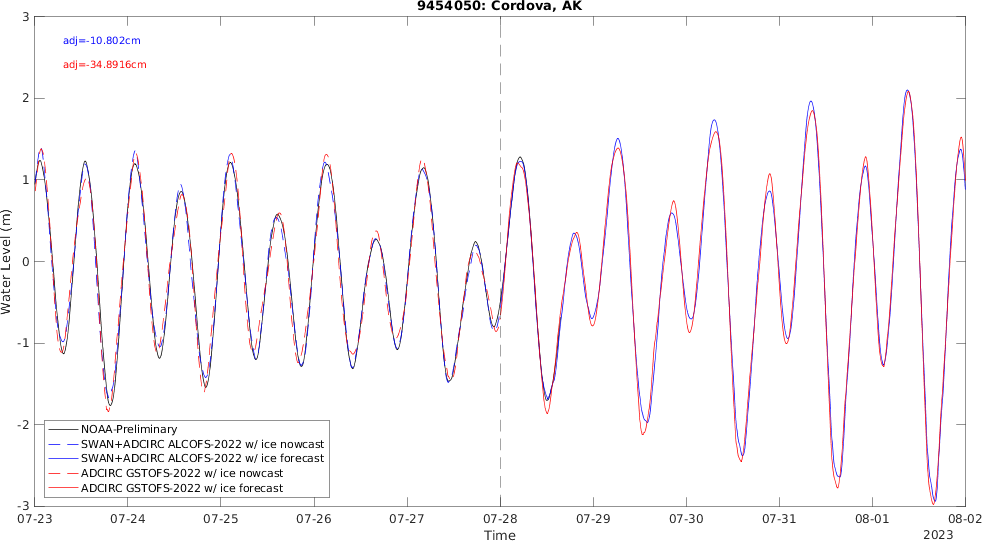 9454050: Cordova, AK
adj=-10.802cm
adj=-34.8916cm
3
2
1
0
-1
-2
-3
Water Level (m)
NOAA-Preliminary
SWAN+ADCIRC ALCOFS-2022 w/ ice nowcast
SWAN+ADCIRC ALCOFS-2022 w/ ice forecast
ADCIRC GSTOFS-2022 w/ ice nowcast
ADCIRC GSTOFS-2022 w/ ice forecast
07-23 07-24 07-25 07-26 07-27 07-28 07-29 07-30 07-31 08-01 08-02
Time
2023